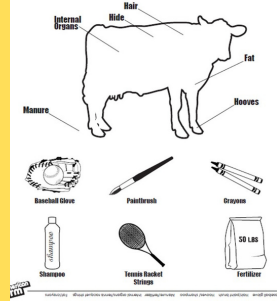 Hair
Hide
Internal
Organs
Fat
Manure
Hooves
Baseball Glove
Paintbrush
Crayons
shampoo
50 LBS
Shampoo
Tennis Racket
Strings
Fertilizer